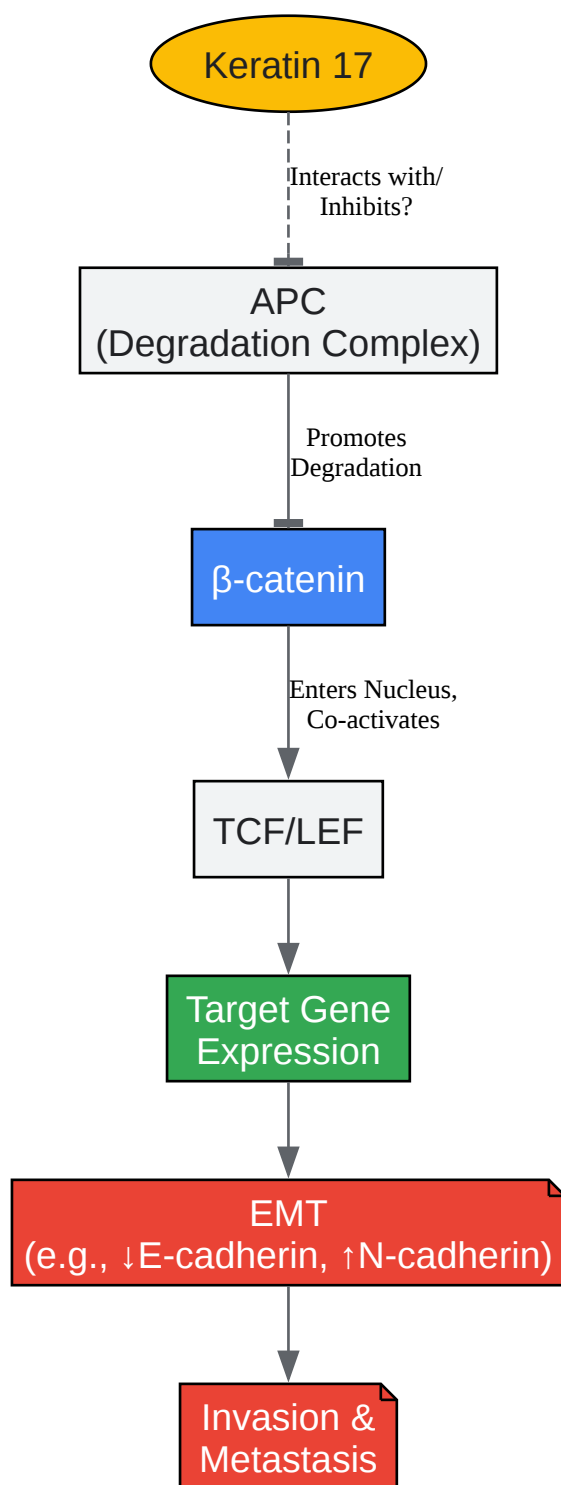 Keratin 17
Interacts with/
Inhibits?
APC
(Degradation Complex)
Promotes
Degradation
β-catenin
Enters Nucleus,
Co-activates
TCF/LEF
Target Gene
Expression
EMT
(e.g., ↓E-cadherin, ↑N-cadherin)
Invasion &
Metastasis